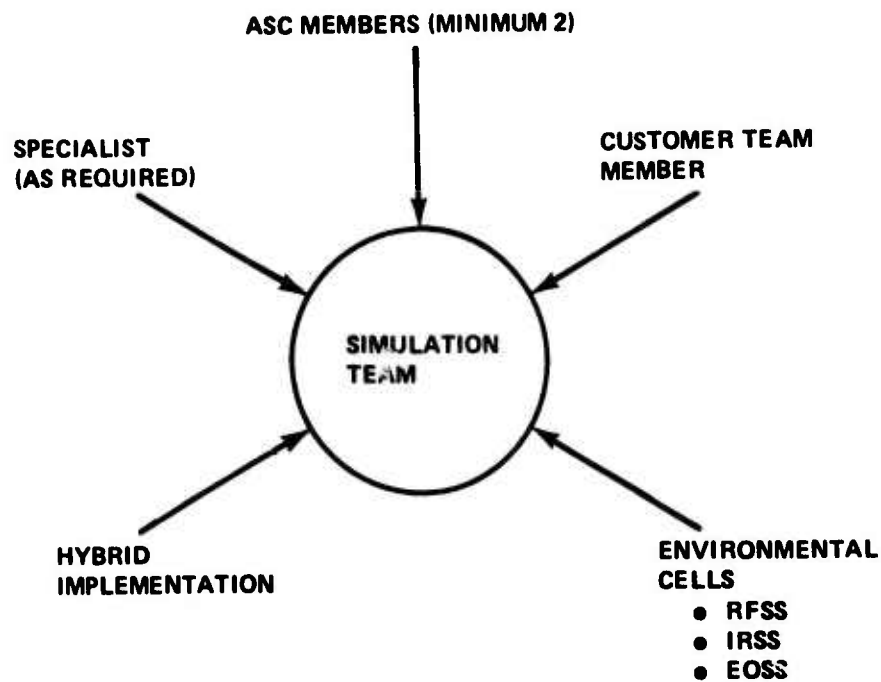 ASC MEMBERS (MINIMUM 2)
SPECIALIST
(AS REQUIRED)
CUSTOMER TEAM
MEMBER
SIMULATION
TEAM
HYBRID
IMPLEMENTATION
ENVIRONMENTAL
CELLS
• RFSS
• IRSS
• EOSS